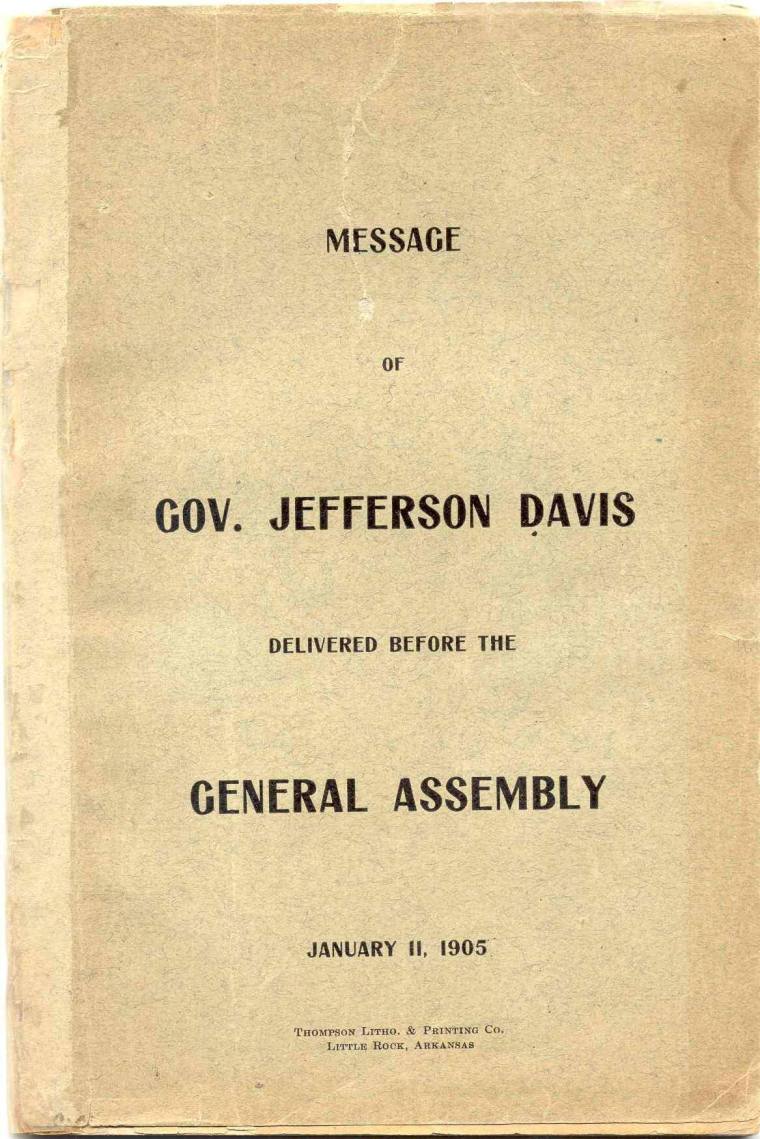 MESSAGE
OF
GOV. JEFFERSON DAVIS
DELIVERED BEFORE THE
GENERAL ASSEMBLY
JANUARY 11, 1905
THOMPSON LITHO. & PRINTING CO.
LITTLE ROCK, ARKANSAS